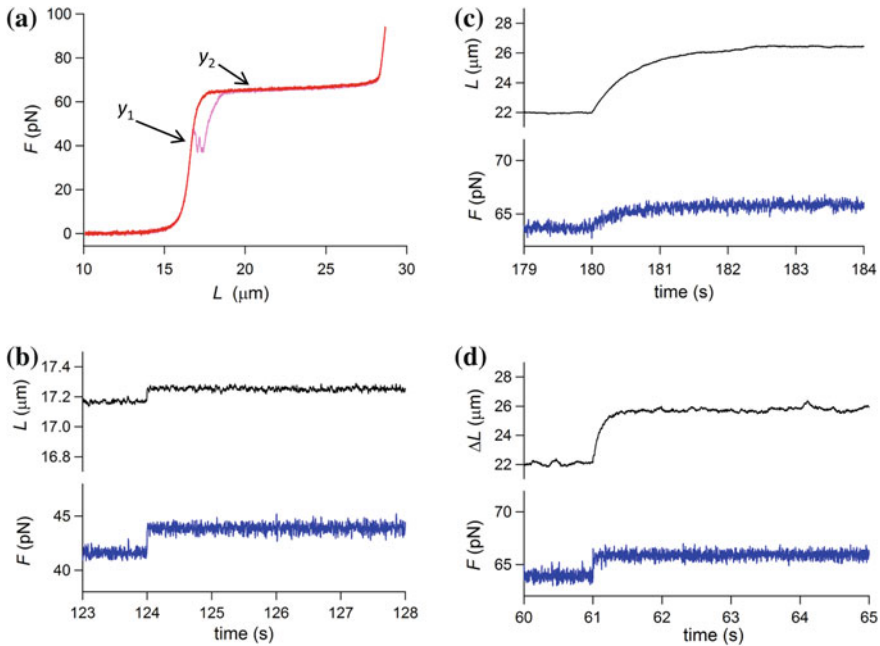 (a)
F (pN)
100
80
60
40
20
0
y1
y2
10 15 20 25 30
L (μm)
(b)
L (μm)
17.4
17.2
17.0
16.8
F (pN)
45
40
123 124 125 126 127 128
time (s)
(c)
L (μm)
28
26
24
22
F (pN)
70
65
179 180 181 182 183 184
time (s)
(d)
ΔL (μm)
28
26
24
22
F (pN)
70
65
60 61 62 63 64 65
time (s)